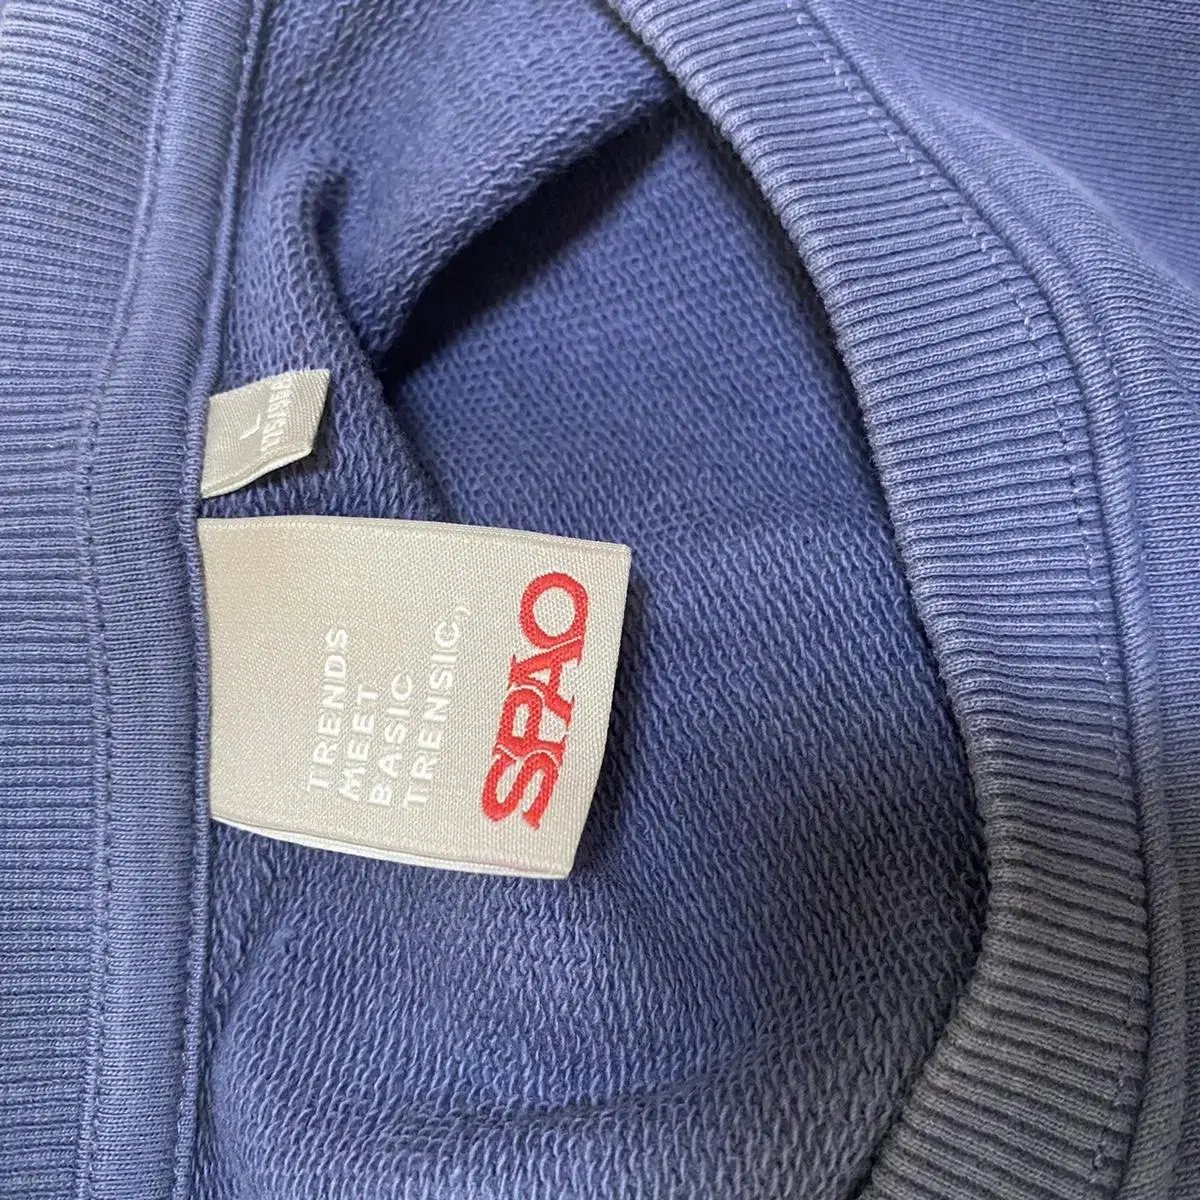 L
SPAO
TRENDS
MEET
BASIC
TRENSIC,